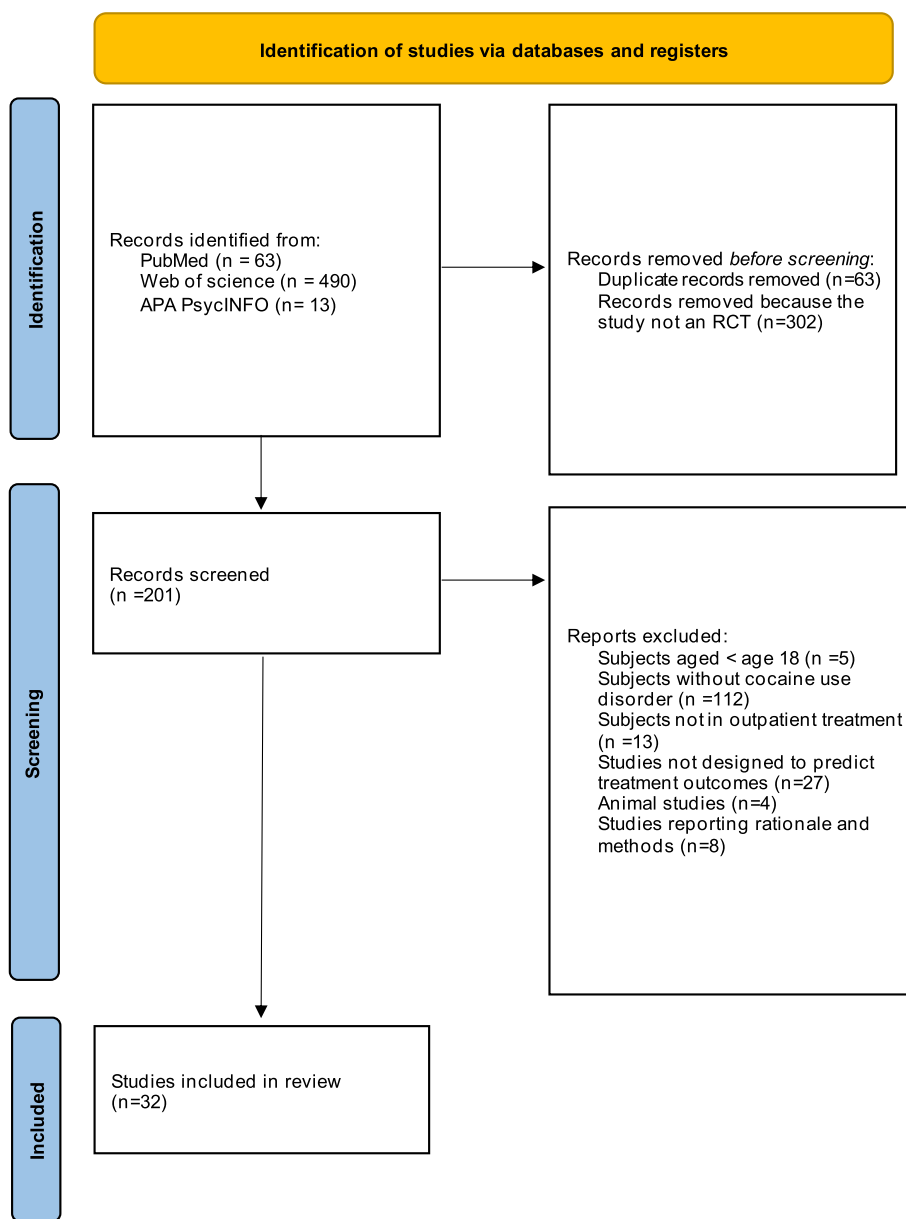 Identification of studies via databases and registers
Identification
Records identified from:
PubMed (n = 63)
Web of science (n = 490)
APA PsycINFO (n= 13)
Records removed before screening:
Duplicate records removed (n=63)
Records removed because the
study not an RCT (n=302)
Screening
Records screened
(n =201)
Reports excluded:
Subjects aged < age 18 (n =5)
Subjects without cocaine use
disorder (n =112)
Subjects not in outpatient treatment
(n =13)
Studies not designed to predict
treatment outcomes (n=27)
Animal studies (n=4)
Studies reporting rationale and
methods (n=8)
Included
Studies included in review
(n=32)